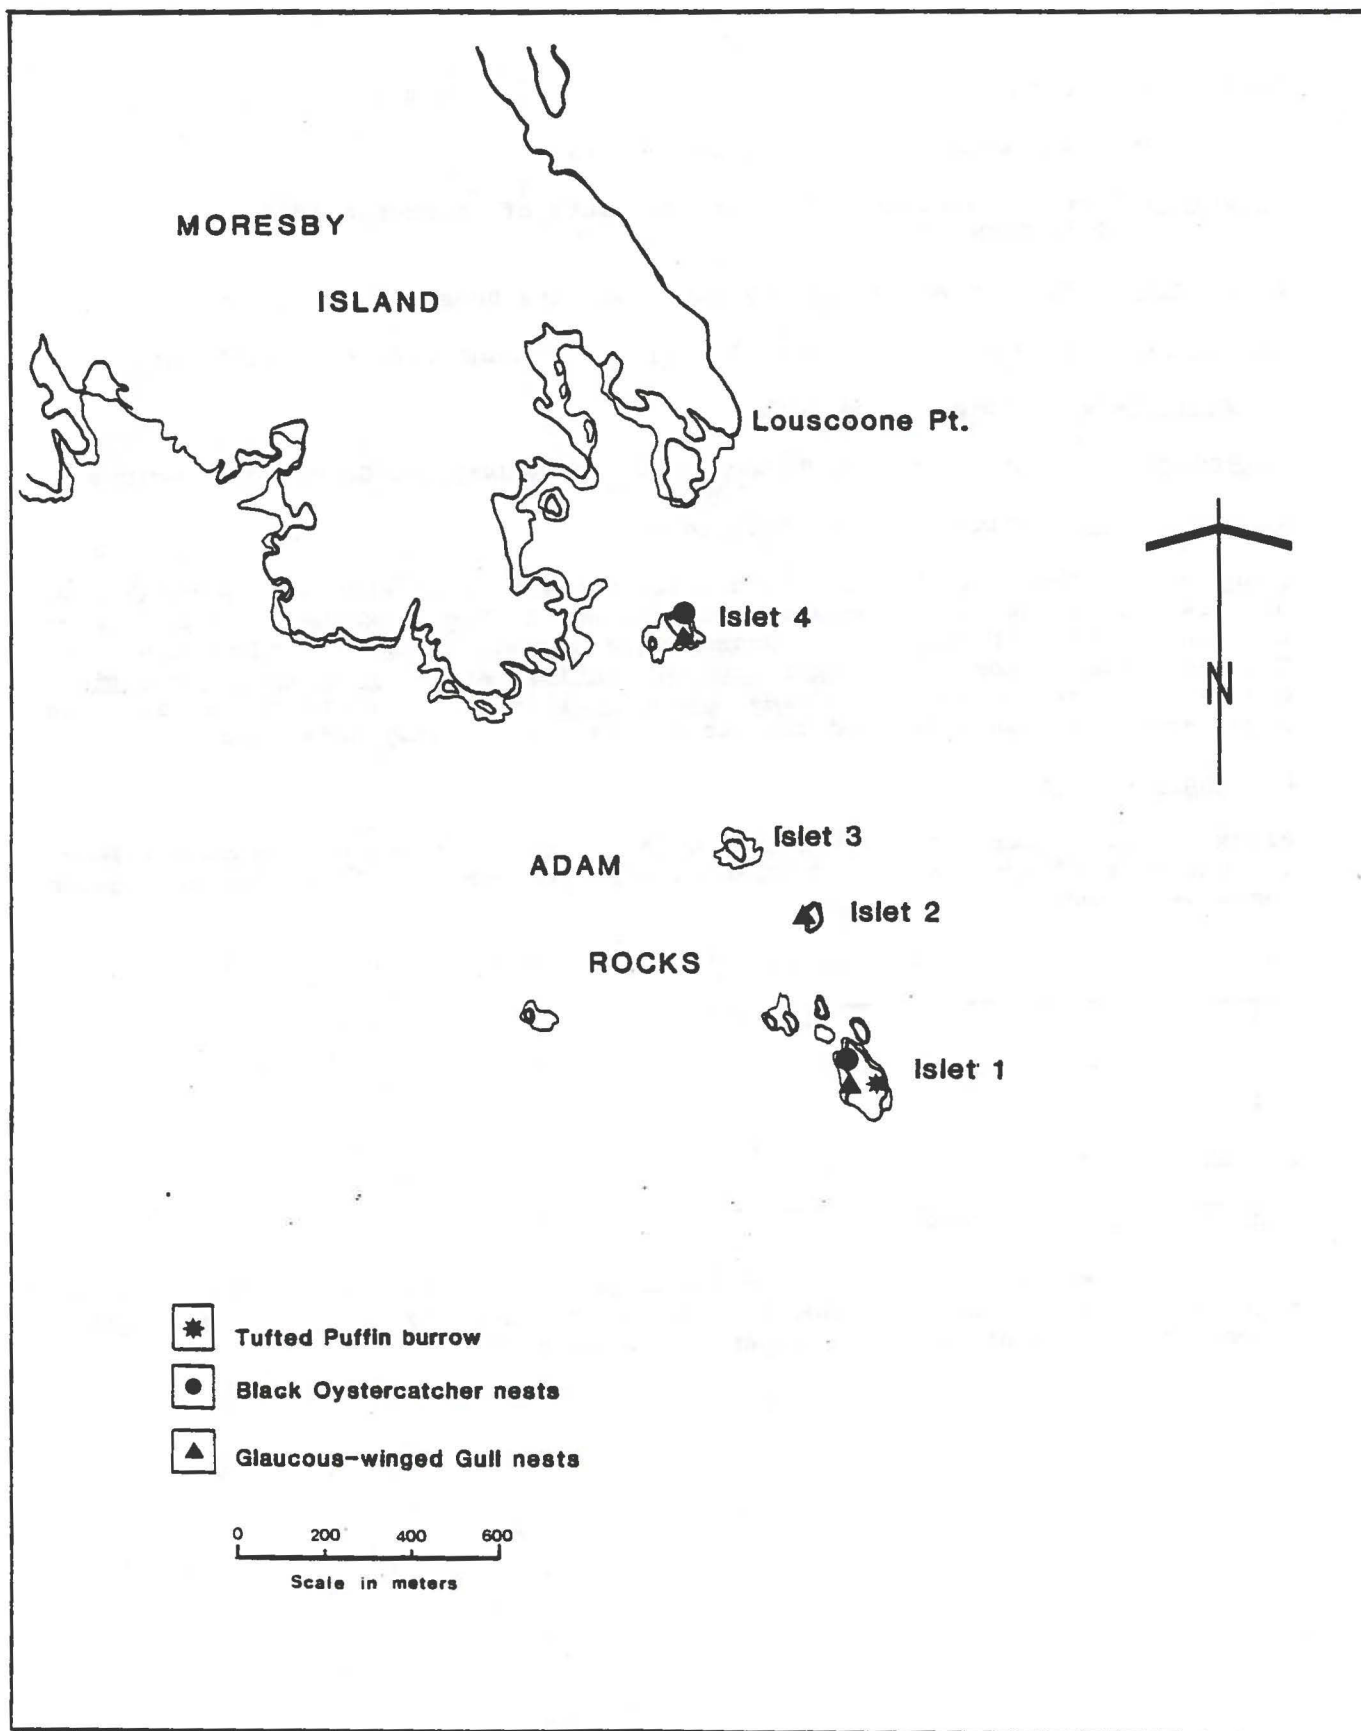 MORESBY
ISLAND
Louscoone Pt.
Islet 4
N
Islet 3
ADAM
Islet 2
ROCKS
Islet 1
Tufted Puffin burrow
Black Oystercatcher nests
Glaucous-winged Gull nests
0 200 400 600
Scale in meters